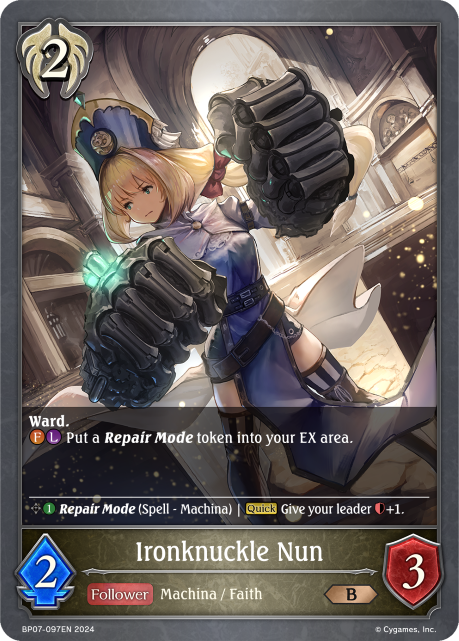 2
Ward.
F L Put a Repair Mode token into your EX area.
1 Repair Mode (Spell - Machina) | Quick Give your leader +1.
Ironknuckle Nun
2
Follower Machina / Faith
B
3
BP07-097EN 2024
© Cygames, Inc.